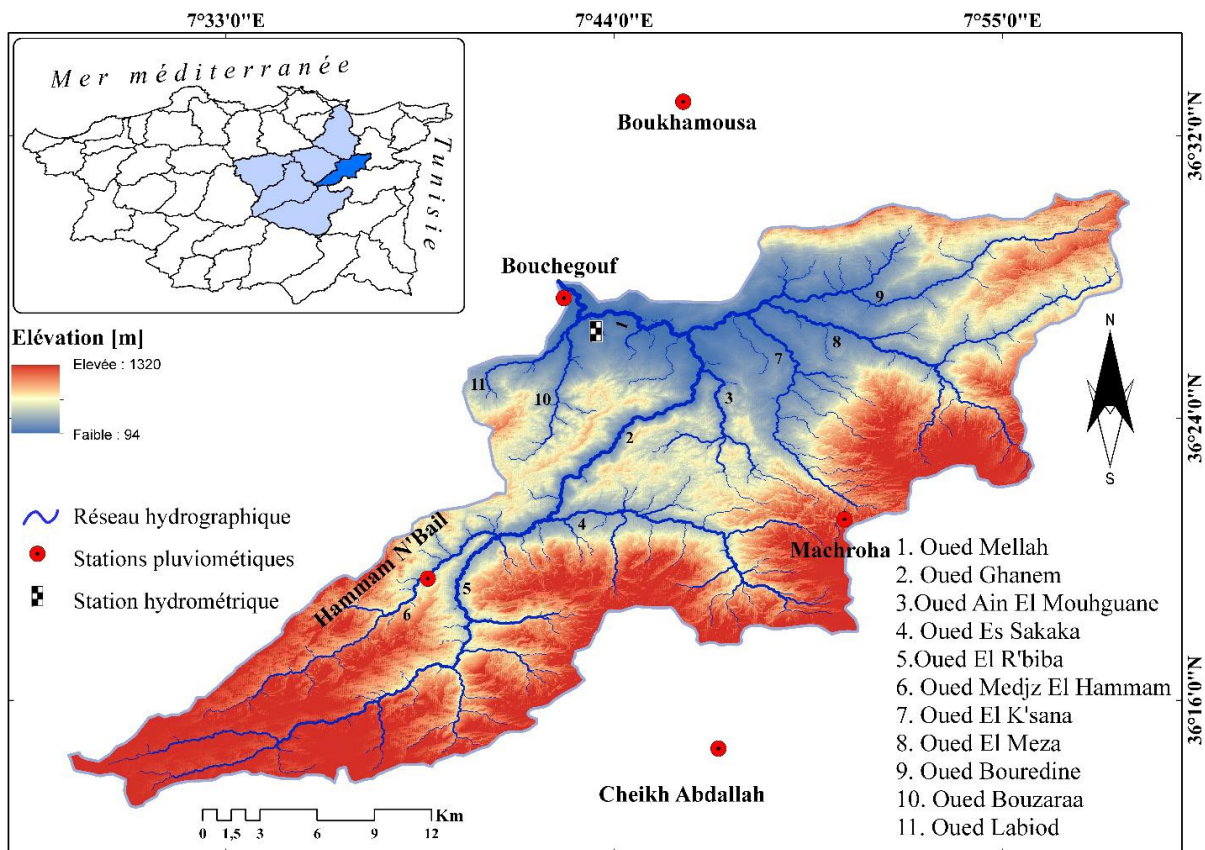 7°33'0''E
7°44'0''E
7°55'0''E
Mer méditerranée
Tunisie
Boukhamousa
36°32'0''N
Bouchegouf
Elévation [m]
Elevée : 1320
Faible : 94
9
8
7
1
11
10
3
2
N
S
36°24'0''N
Réseau hydrographique
Stations pluviométiques
Station hydrométrique
Hammam N'Bail
4
5
6
Machroha
36°16'0''N
1. Oued Mellah
2. Oued Ghanem
3.Oued Ain El Mouhguane
4. Oued Es Sakaka
5.Oued El R'biba
6. Oued Medjz El Hammam
7. Oued El K'sana
8. Oued El Meza
9. Oued Bouredine
10. Oued Bouzaraa
11. Oued Labiod
Cheikh Abdallah
Km
0 1,5 3 6 9 12